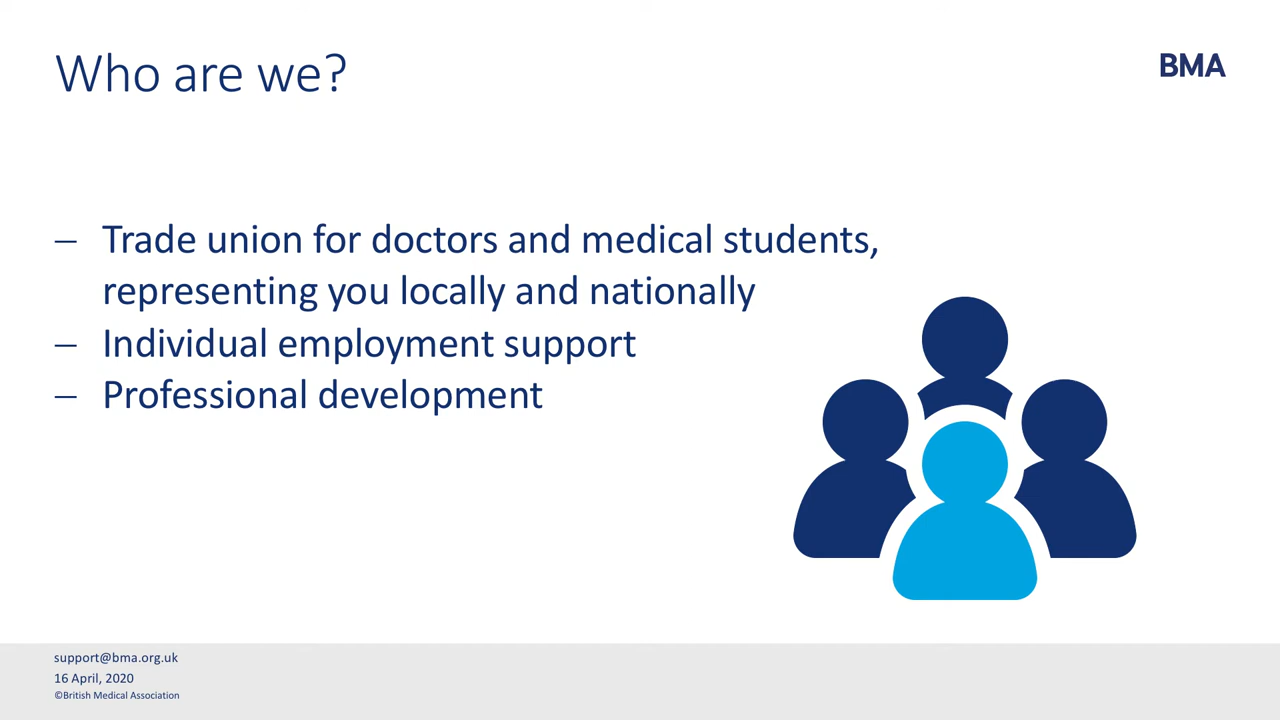 Who are we?
BMA
– Trade union for doctors and medical students,
representing you locally and nationally
– Individual employment support
– Professional development
support@bma.org.uk
16 April, 2020
©British Medical Association